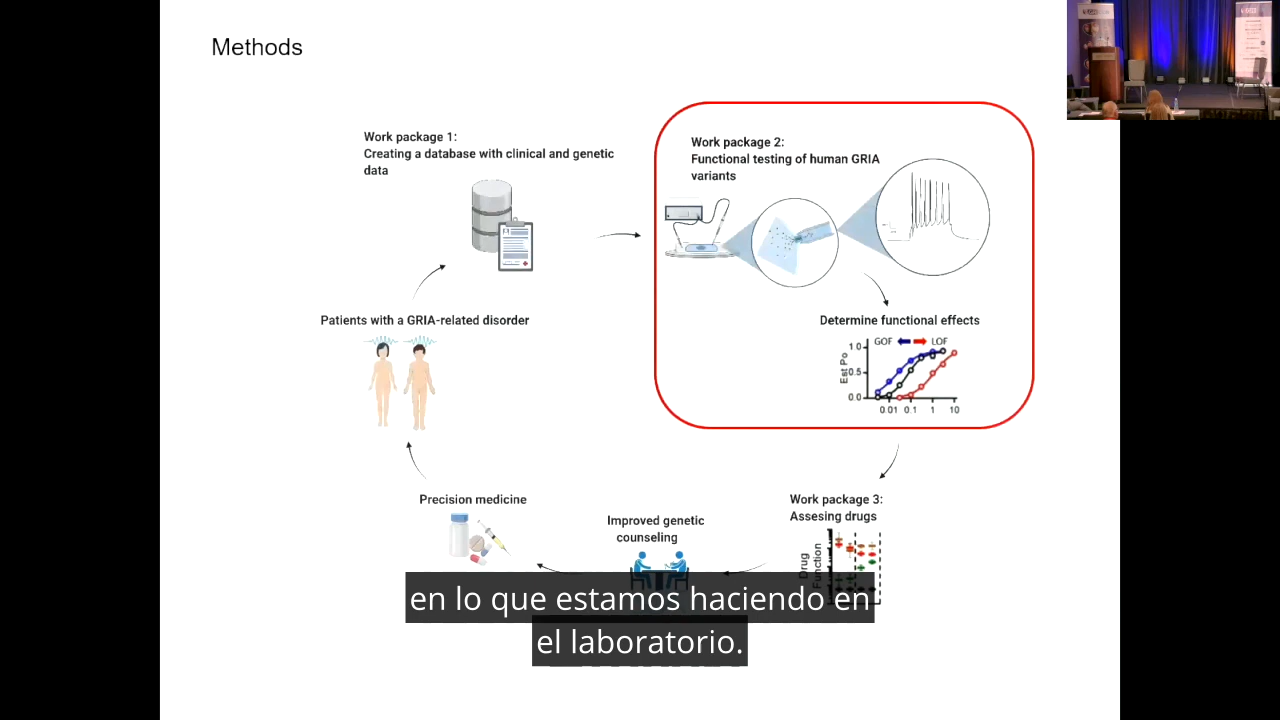 Methods
Work package 1:
Creating a database with clinical and genetic
data
Work package 2:
Functional testing of human GRIA
variants
Patients with a GRIA-related disorder
Determine functional effects
GOF LOF
Est Po
1.0
0.5
0.0
0.01 0.1 1 10
Precision medicine
Improved genetic
counseling
Work package 3:
Assesing drugs
Drug
Function
en lo que estamos haciendo en
el laboratorio.